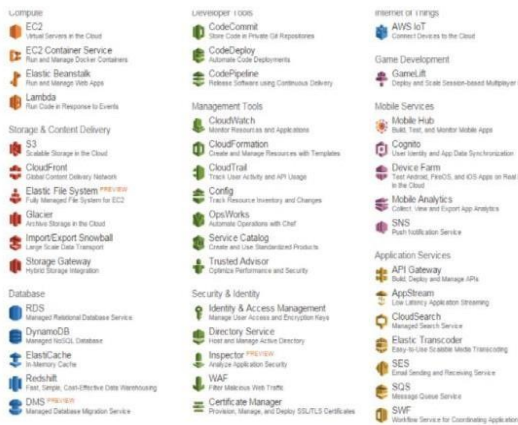 Compute
EC2
Virtual Servers in the Cloud
EC2 Container Service
Run and Manage Docker Containers
Elastic Beanstalk
Run and Manage Web Apps
Lambda
Run Code in Response to Events
Storage & Content Delivery
S3
Scalable Storage in the Cloud
CloudFront
Global Content Delivery Network
Elastic File System PREVIEW
Fully Managed File System for EC2
Glacier
Archive Storage in the Cloud
Import/Export Snowball
Large Scale Data Transport
Storage Gateway
Hybrid Storage Integration
Database
RDS
Managed Relational Database Service
DynamoDB
Managed NoSQL Database
ElastiCache
In-Memory Cache
Redshift
Fast, Simple, Cost-Effective Data Warehousing
DMS PREVIEW
Managed Database Migration Service
Developer Tools
CodeCommit
Store Code in Private Git Repositories
CodeDeploy
Automate Code Deployments
CodePipeline
Release Software using Continuous Delivery
Management Tools
CloudWatch
Monitor Resources and Applications
CloudFormation
Create and Manage Resources with Templates
CloudTrail
Track User Activity and API Usage
Config
Track Resource Inventory and Changes
OpsWorks
Automate Operations with Chef
Service Catalog
Create and Use Standardized Products
Trusted Advisor
Optimize Performance and Security
Security & Identity
Identity & Access Management
Manage User Access and Encryption Keys
Directory Service
Host and Manage Active Directory
Inspector PREVIEW
Analyze Application Security
WAF
Filter Malicious Web Traffic
Certificate Manager
Provision, Manage, and Deploy SSL/TLS Certificates
Internet of Things
AWS IoT
Connect Devices to the Cloud
Game Development
GameLift
Deploy and Scale Session-based Multiplayer
Mobile Services
Mobile Hub
Build, Test, and Monitor Mobile Apps
Cognito
User Identity and App Data Synchronization
Device Farm
Test Android, FireOS, and iOS Apps on Real
in the Cloud
Mobile Analytics
Collect, View and Export App Analytics
SNS
Push Notification Service
Application Services
API Gateway
Build, Deploy and Manage APIs
AppStream
Low Latency Application Streaming
CloudSearch
Managed Search Service
Elastic Transcoder
Easy-to-Use Scalable Media Transcoding
SES
Email Sending and Receiving Service
SQS
Message Queue Service
SWF
Workflow Service for Coordinating Application